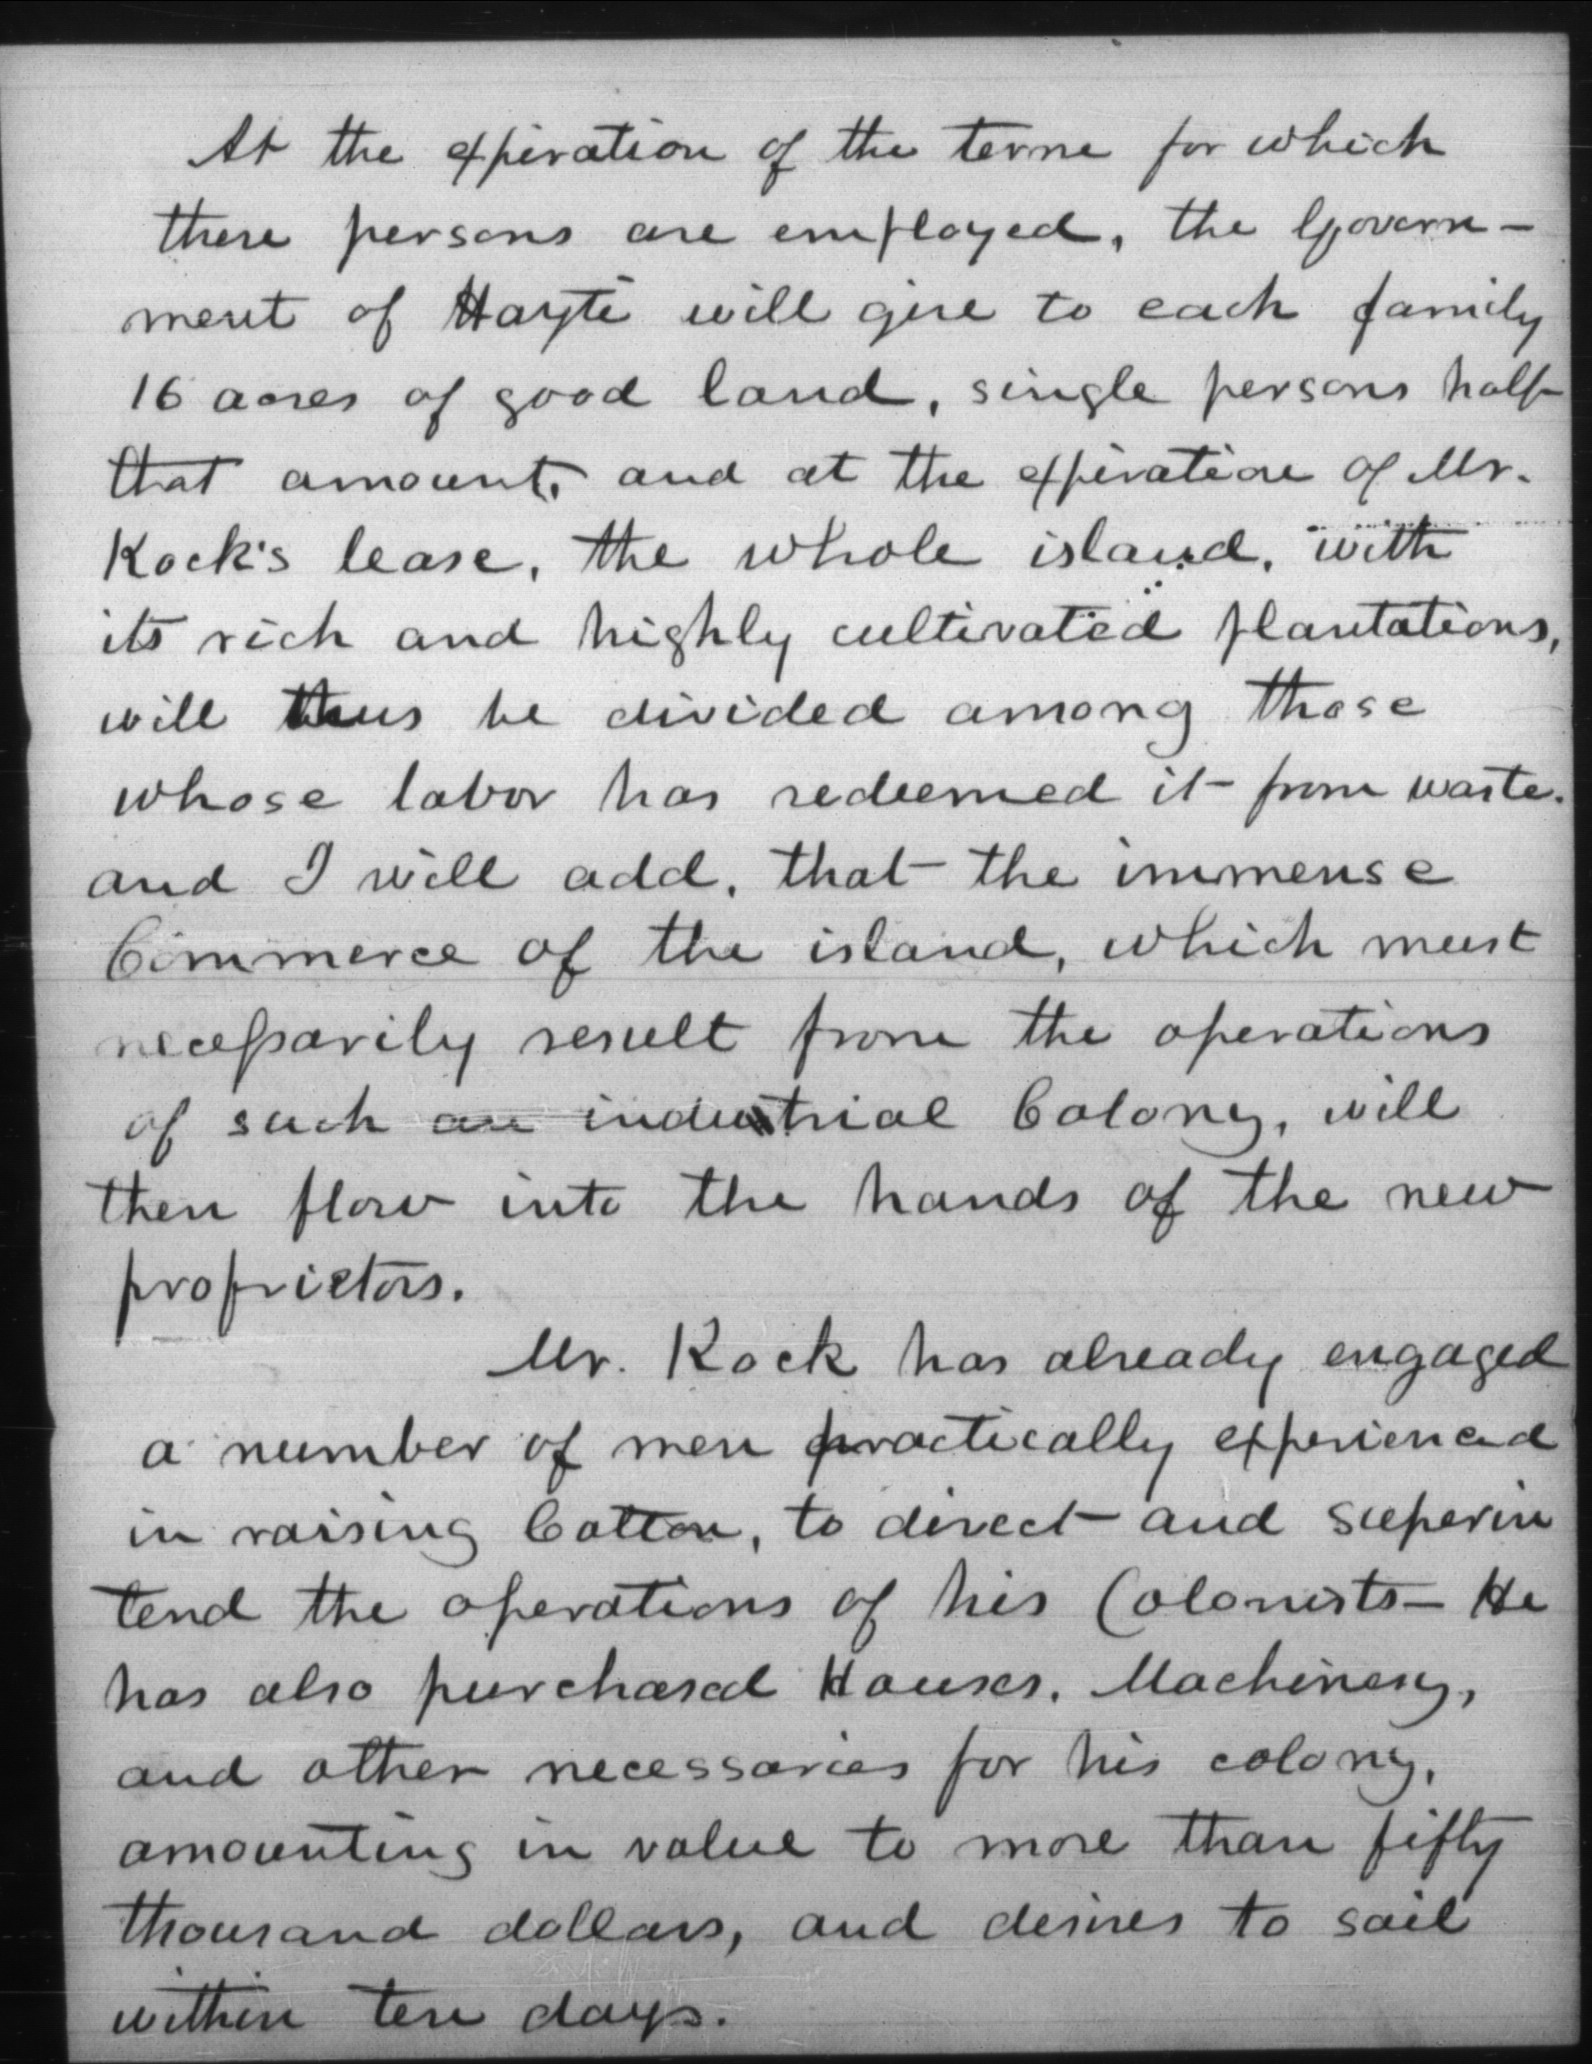 At the expiration of the term for which
these persons are employed, the Govern-
ment of Hayti will give to each family
16 acres of good land, single persons half
that amount, and at the expiration of Mr.
Kock's lease, the whole island, with
its rich and highly cultivated plantations,
will thus be divided among those
whose labor has redeemed it from waste.
and I will add, that the immense
Commerce of the island, which must
necessarily result from the operations
of such an industrial Colony, will
then flow into the hands of the new
proprietors.
Mr. Kock has already engaged
a number of men practically experienced
in raising Cotton, to direct and superin
tend the operations of his Colonists- He
has also purchased Houses, Machinery,
and other necessaries for his colony,
amounting in value to more than fifty
thousand dollars, and desires to sail
within ten days.